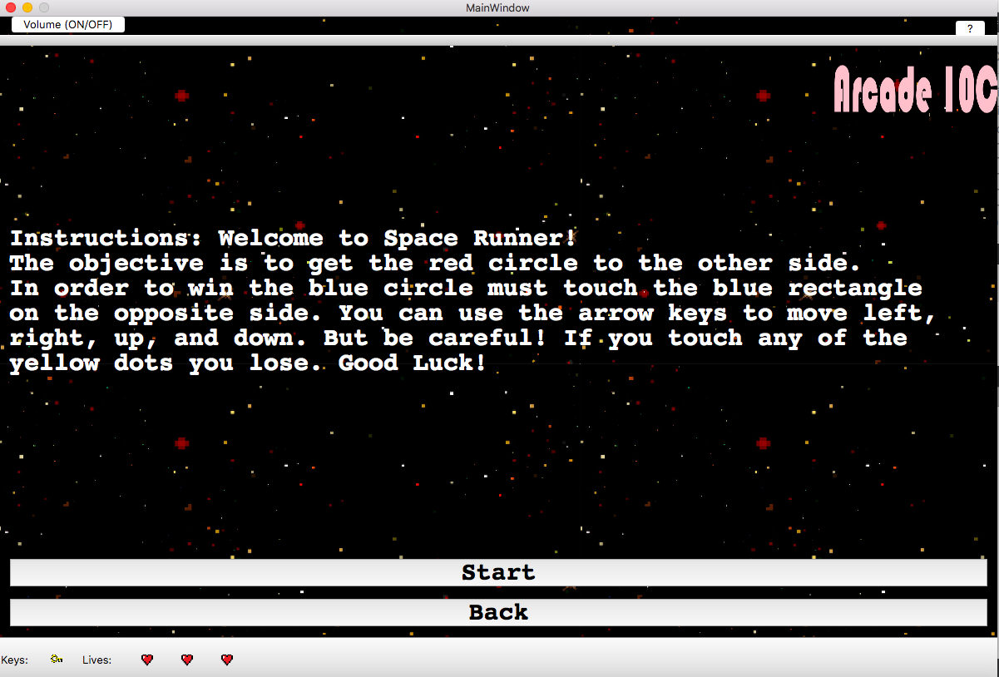 MainWindow
Volume (ON/OFF)
?
Arcade 10C
Instructions: Welcome to Space Runner!
The objective is to get the red circle to the other side.
In order to win the blue circle must touch the blue rectangle
on the opposite side. You can use the arrow keys to move left,
right, up, and down. But be careful! If you touch any of the
yellow dots you lose. Good Luck!
Start
Back
Keys: Lives: